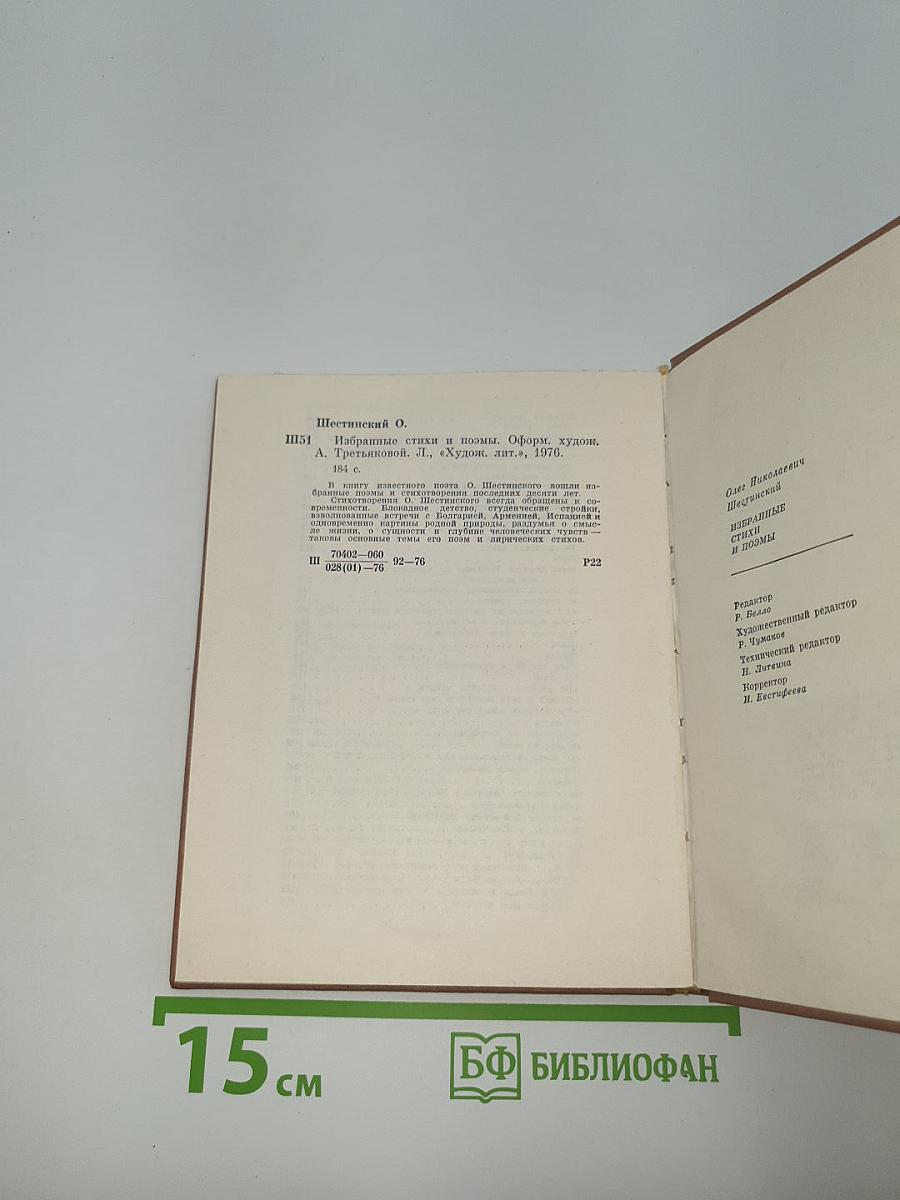 Шестинский О.
Ш51 Избранные стихи и поэмы. Оформ. худож.
А. Третьяковой. Л., «Худож. лит.», 1976.
184 с.
В книгу известного поэта О. Шестинского вошли из-
бранные поэмы и стихотворения последних десяти лет.
Стихотворения О. Шестинского всегда обращены к со-
временности. Блокадное детство, студенческие стройки,
взволнованные встречи с Болгарией, Арменией, Испанией и
одновременно картины родной природы, раздумья о смыс-
ле жизни, о сущности и глубине человеческих чувств —
таковы основные темы его поэм и лирических стихов.
Ш 70402—060 92—76 Р22
028(01)—76
Олег Николаевич
Шестинский
ИЗБРАННЫЕ
СТИХИ
И ПОЭМЫ
Редактор
Р. Белло
Художественный редактор
Р. Чумаков
Технический редактор
Н. Литвина
Корректор
И. Евстифеева
15 см
БФ БИБЛИОФАН